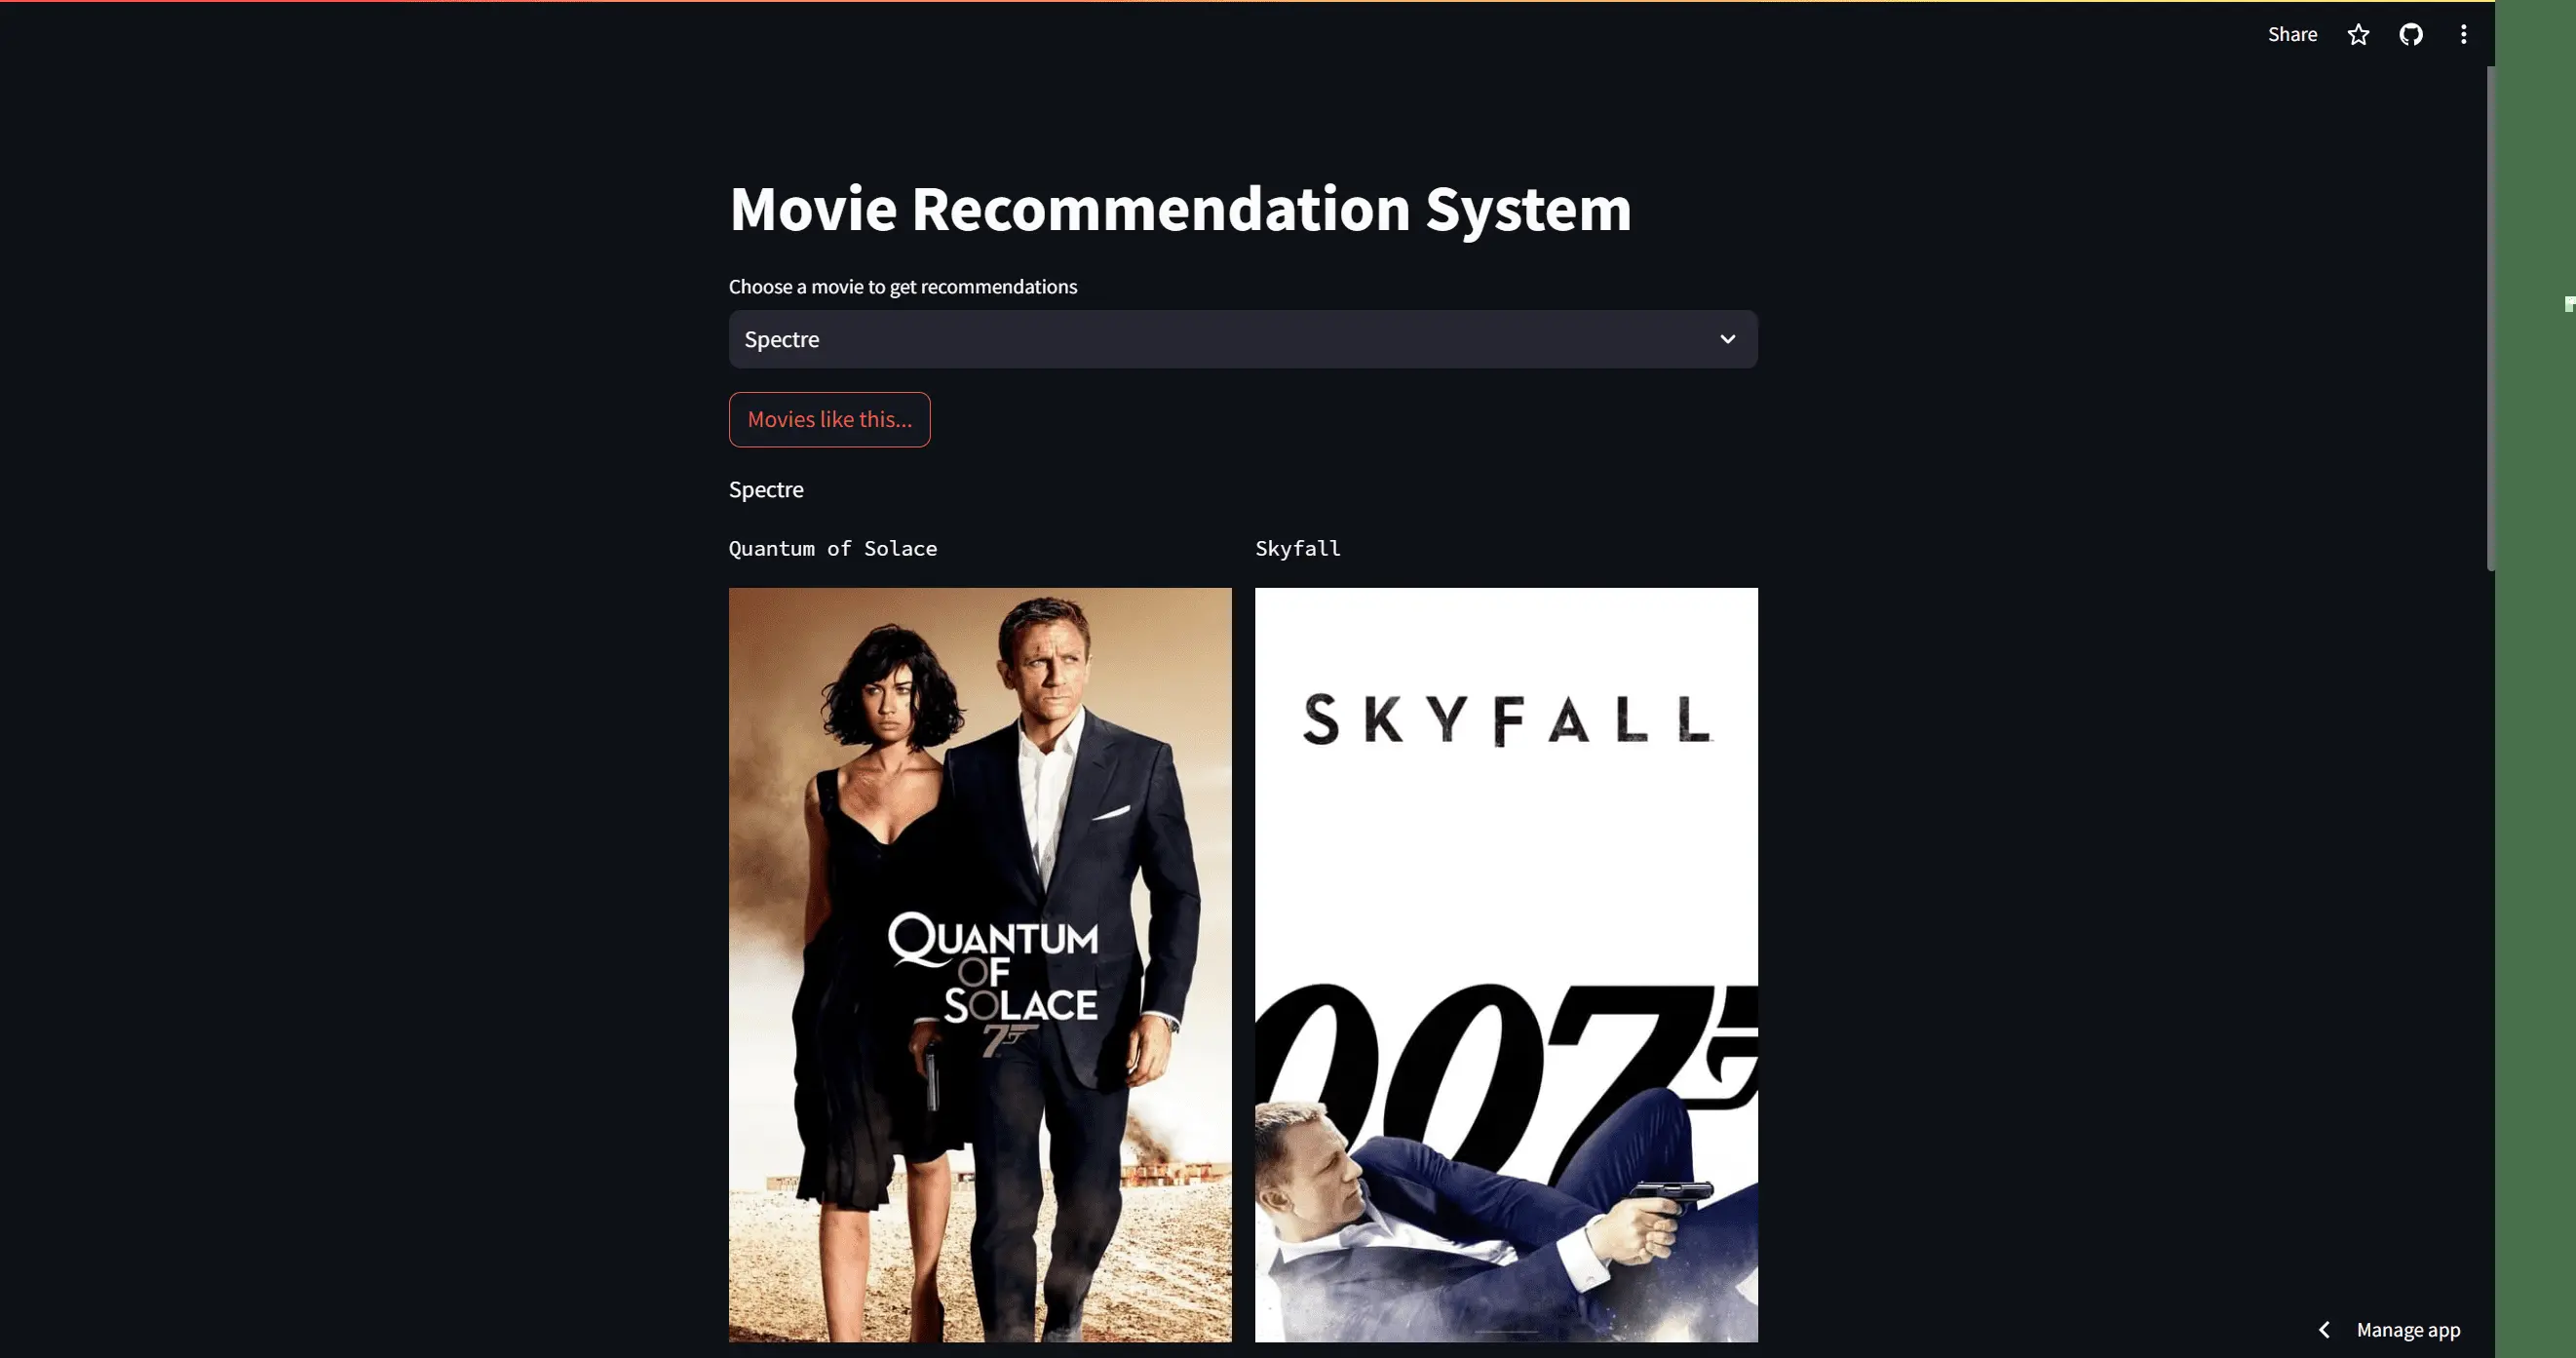 Share
Movie Recommendation System
Choose a movie to get recommendations
Spectre
Movies like this...
Spectre
Quantum of Solace
Skyfall
QUANTUM
OF
SOLACE
7
SKYFALL
007
Manage app